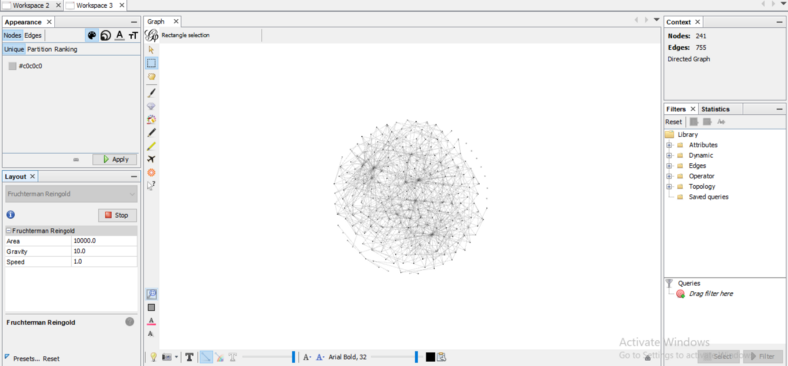 Workspace 2
Workspace 3
Appearance
Nodes Edges
Unique Partition Ranking
#c0c0c0
Apply
Layout
Fruchterman Reingold
Stop
Fruchterman Reingold
Area 10000.0
Gravity 10.0
Speed 1.0
Fruchterman Reingold
Presets... Reset
Graph
Rectangle selection
Arial Bold, 32
Context
Nodes: 241
Edges: 755
Directed Graph
Filters Statistics
Reset
Library
Attributes
Dynamic
Edges
Operator
Topology
Saved queries
Queries
Drag filter here
Activate Windows
Go to Settings to
Select Filter